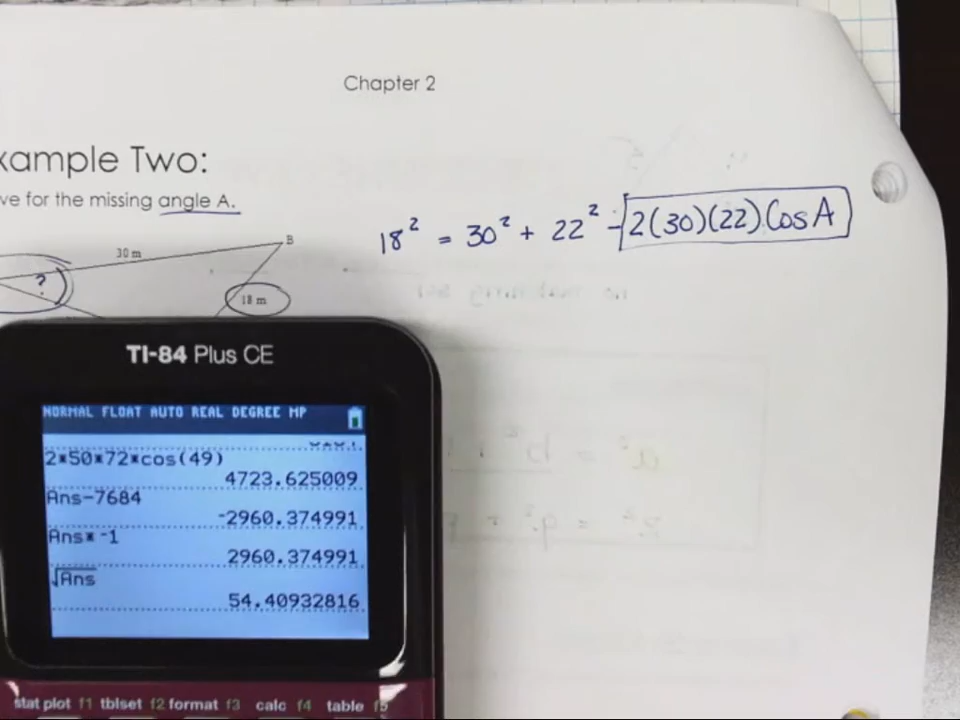 Chapter 2
xample Two:
ve for the missing angle A.
18² = 30² + 22² - 2(30)(22) Cos A
B
30 m
?
18 m
TI-84 Plus CE
NORMAL FLOAT AUTO REAL DEGREE MP
2*50*72*cos(49)
4723.625009
Ans-7684
-2960.374991
Ans*-1
2960.374991
√Ans
54.40932816
stat plot f1 tblset f2 format f3 calc f4 table f5